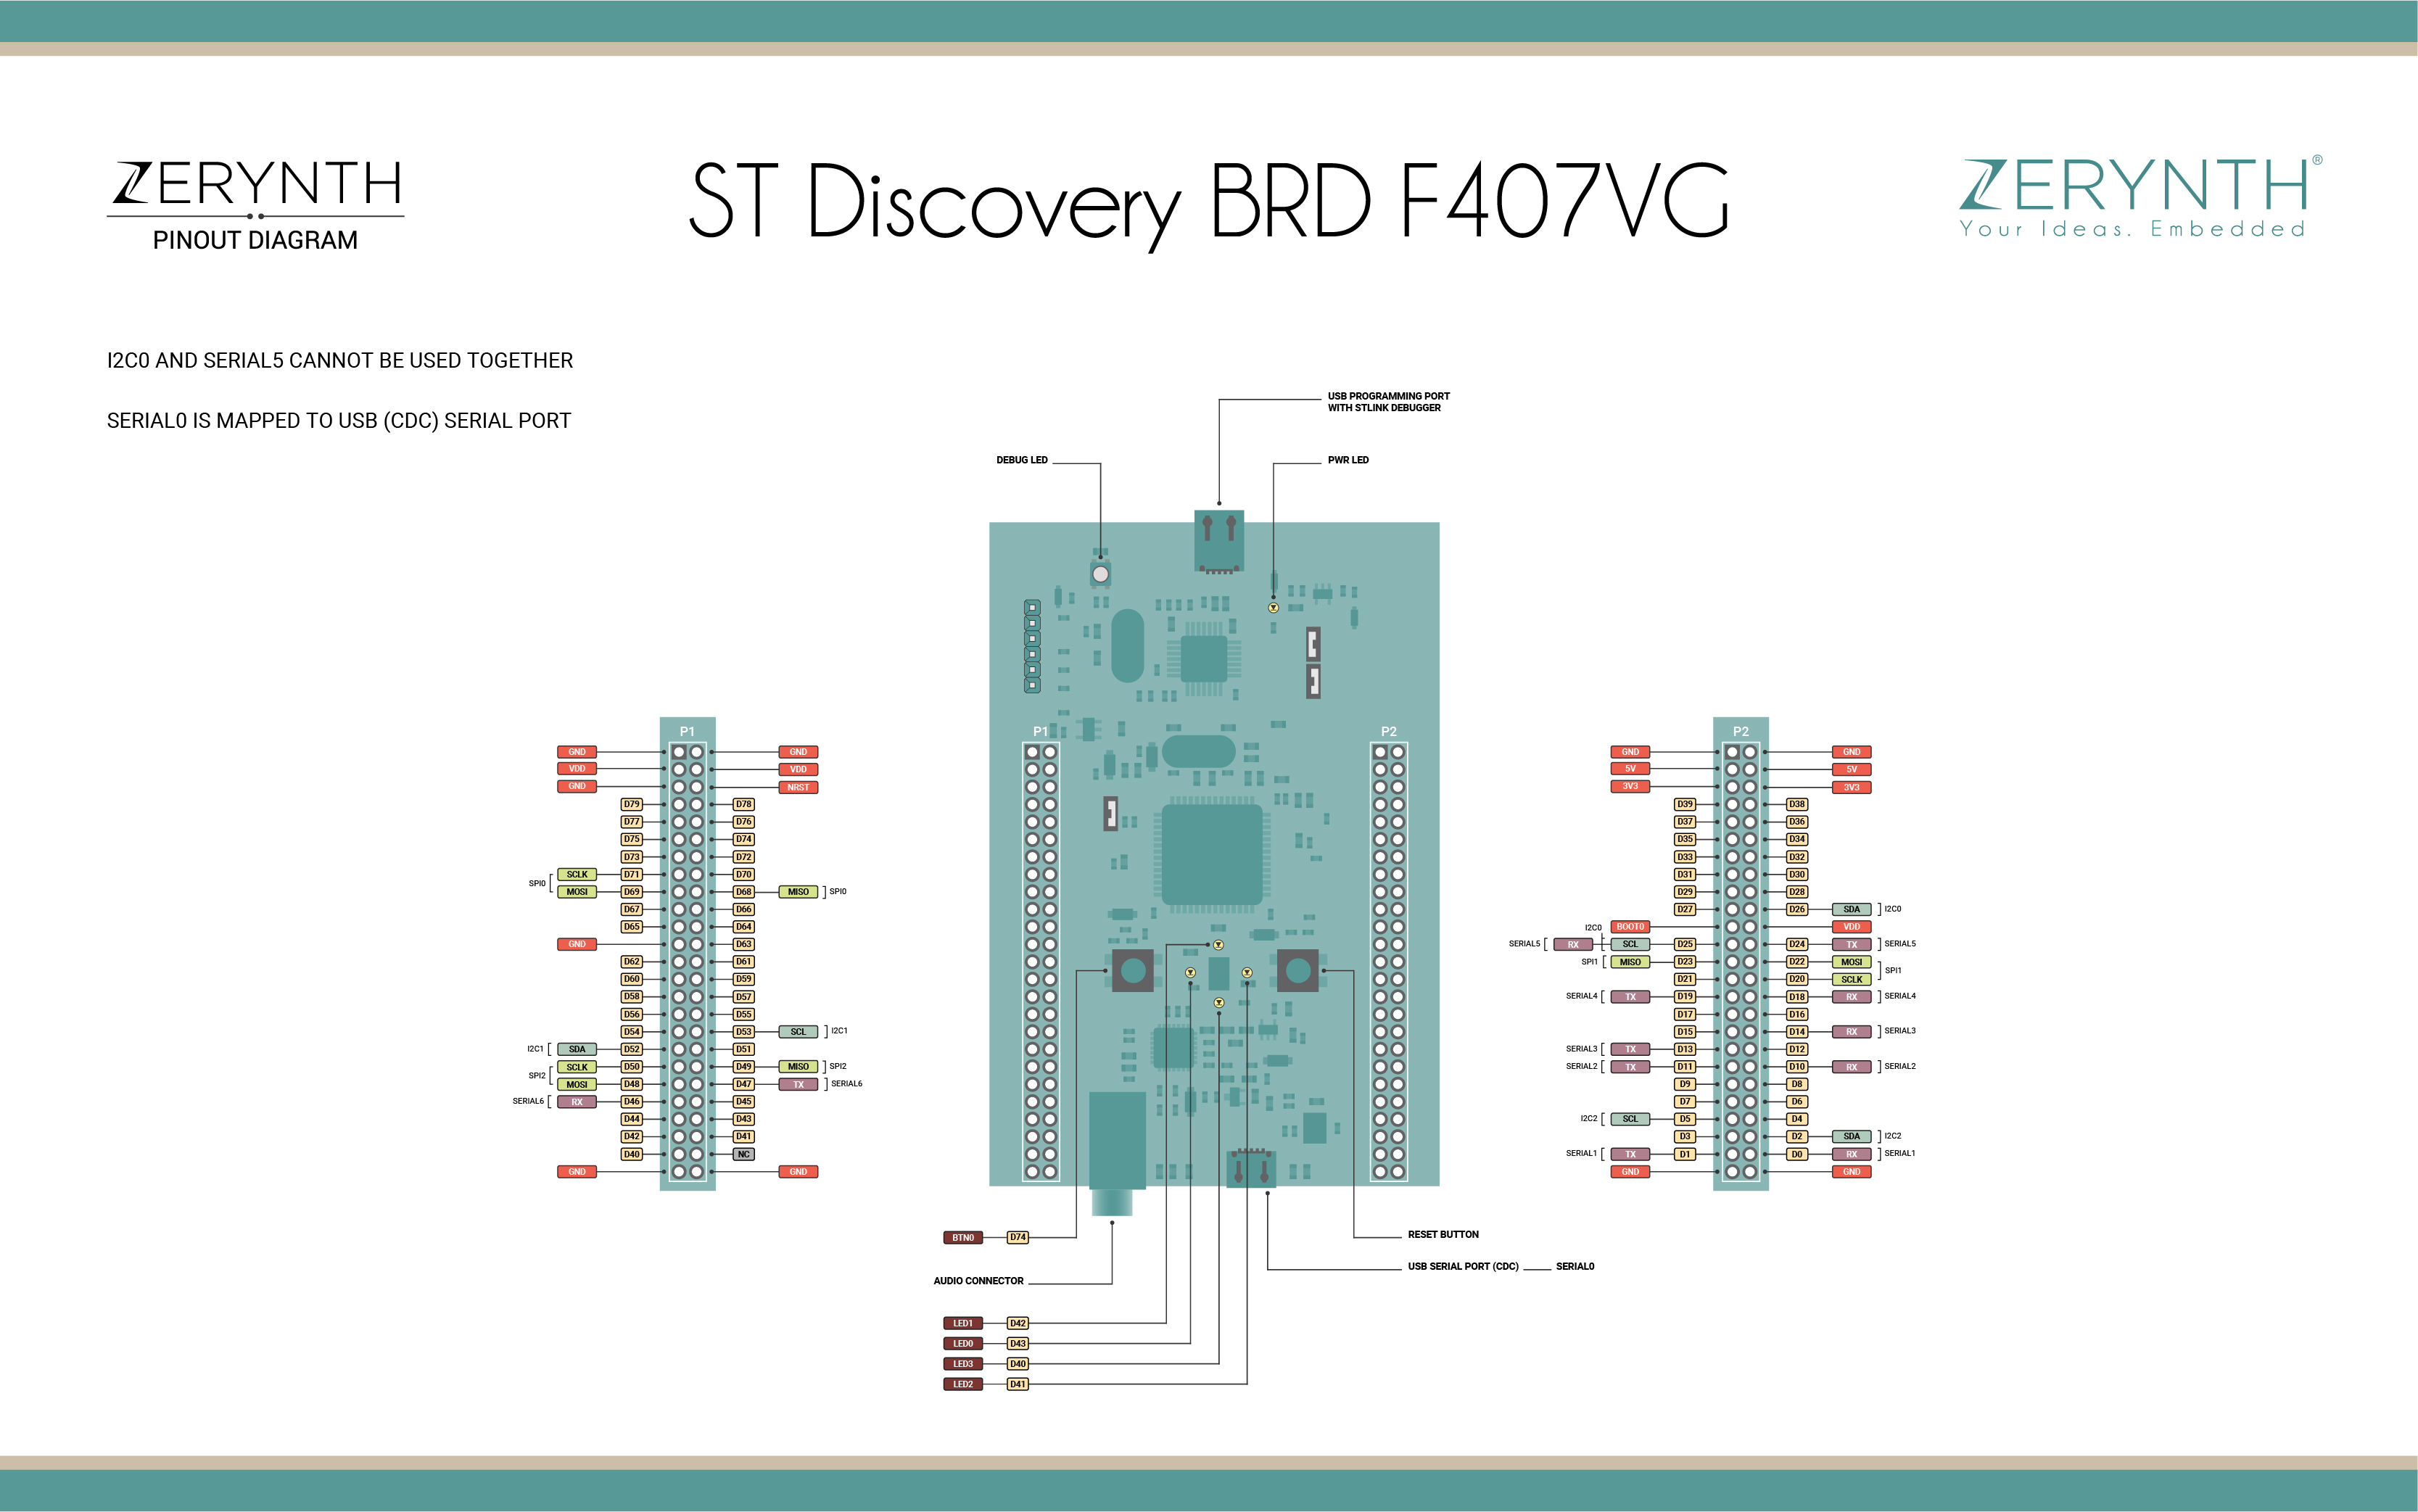 ZERYNTH
PINOUT DIAGRAM
ST Discovery BRD F407VG
ZERYNTH®
Your Ideas. Embedded
I2C0 AND SERIAL5 CANNOT BE USED TOGETHER
SERIAL0 IS MAPPED TO USB (CDC) SERIAL PORT
USB PROGRAMMING PORT
WITH STLINK DEBUGGER
DEBUG LED
PWR LED
P1
GND GND
VDD VDD
GND NRST
D79 D78
D77 D76
D75 D74
D73 D72
SPI0 SCLK D71 D70
MOSI D69 D68 MISO SPI0
D67 D66
D65 D64
GND D63
D62 D61
D60 D59
D58 D57
D56 D55
D54 D53 SCL I2C1
I2C1 SDA D52 D51
SPI2 SCLK D50 D49 MISO SPI2
MOSI D48 D47 TX SERIAL6
SERIAL6 RX D46 D45
D44 D43
D42 D41
D40 NC
GND GND
P1
P2
P2
GND GND
5V 5V
3V3 3V3
D39 D38
D37 D36
D35 D34
D33 D32
D31 D30
D29 D28
D27 D26 SDA I2C0
I2C0 BOOT0 VDD
SERIAL5 RX SCL D25 D24 TX SERIAL5
SPI1 MISO D23 D22 MOSI SPI1
D21 D20 SCLK
SERIAL4 TX D19 D18 RX SERIAL4
D17 D16
D15 D14 RX SERIAL3
SERIAL3 TX D13 D12
SERIAL2 TX D11 D10 RX SERIAL2
D9 D8
D7 D6
I2C2 SCL D5 D4
D3 D2 SDA I2C2
SERIAL1 TX D1 D0 RX SERIAL1
GND GND
BTN0 D74
RESET BUTTON
USB SERIAL PORT (CDC) SERIAL0
AUDIO CONNECTOR
LED1 D42
LED0 D43
LED3 D40
LED2 D41